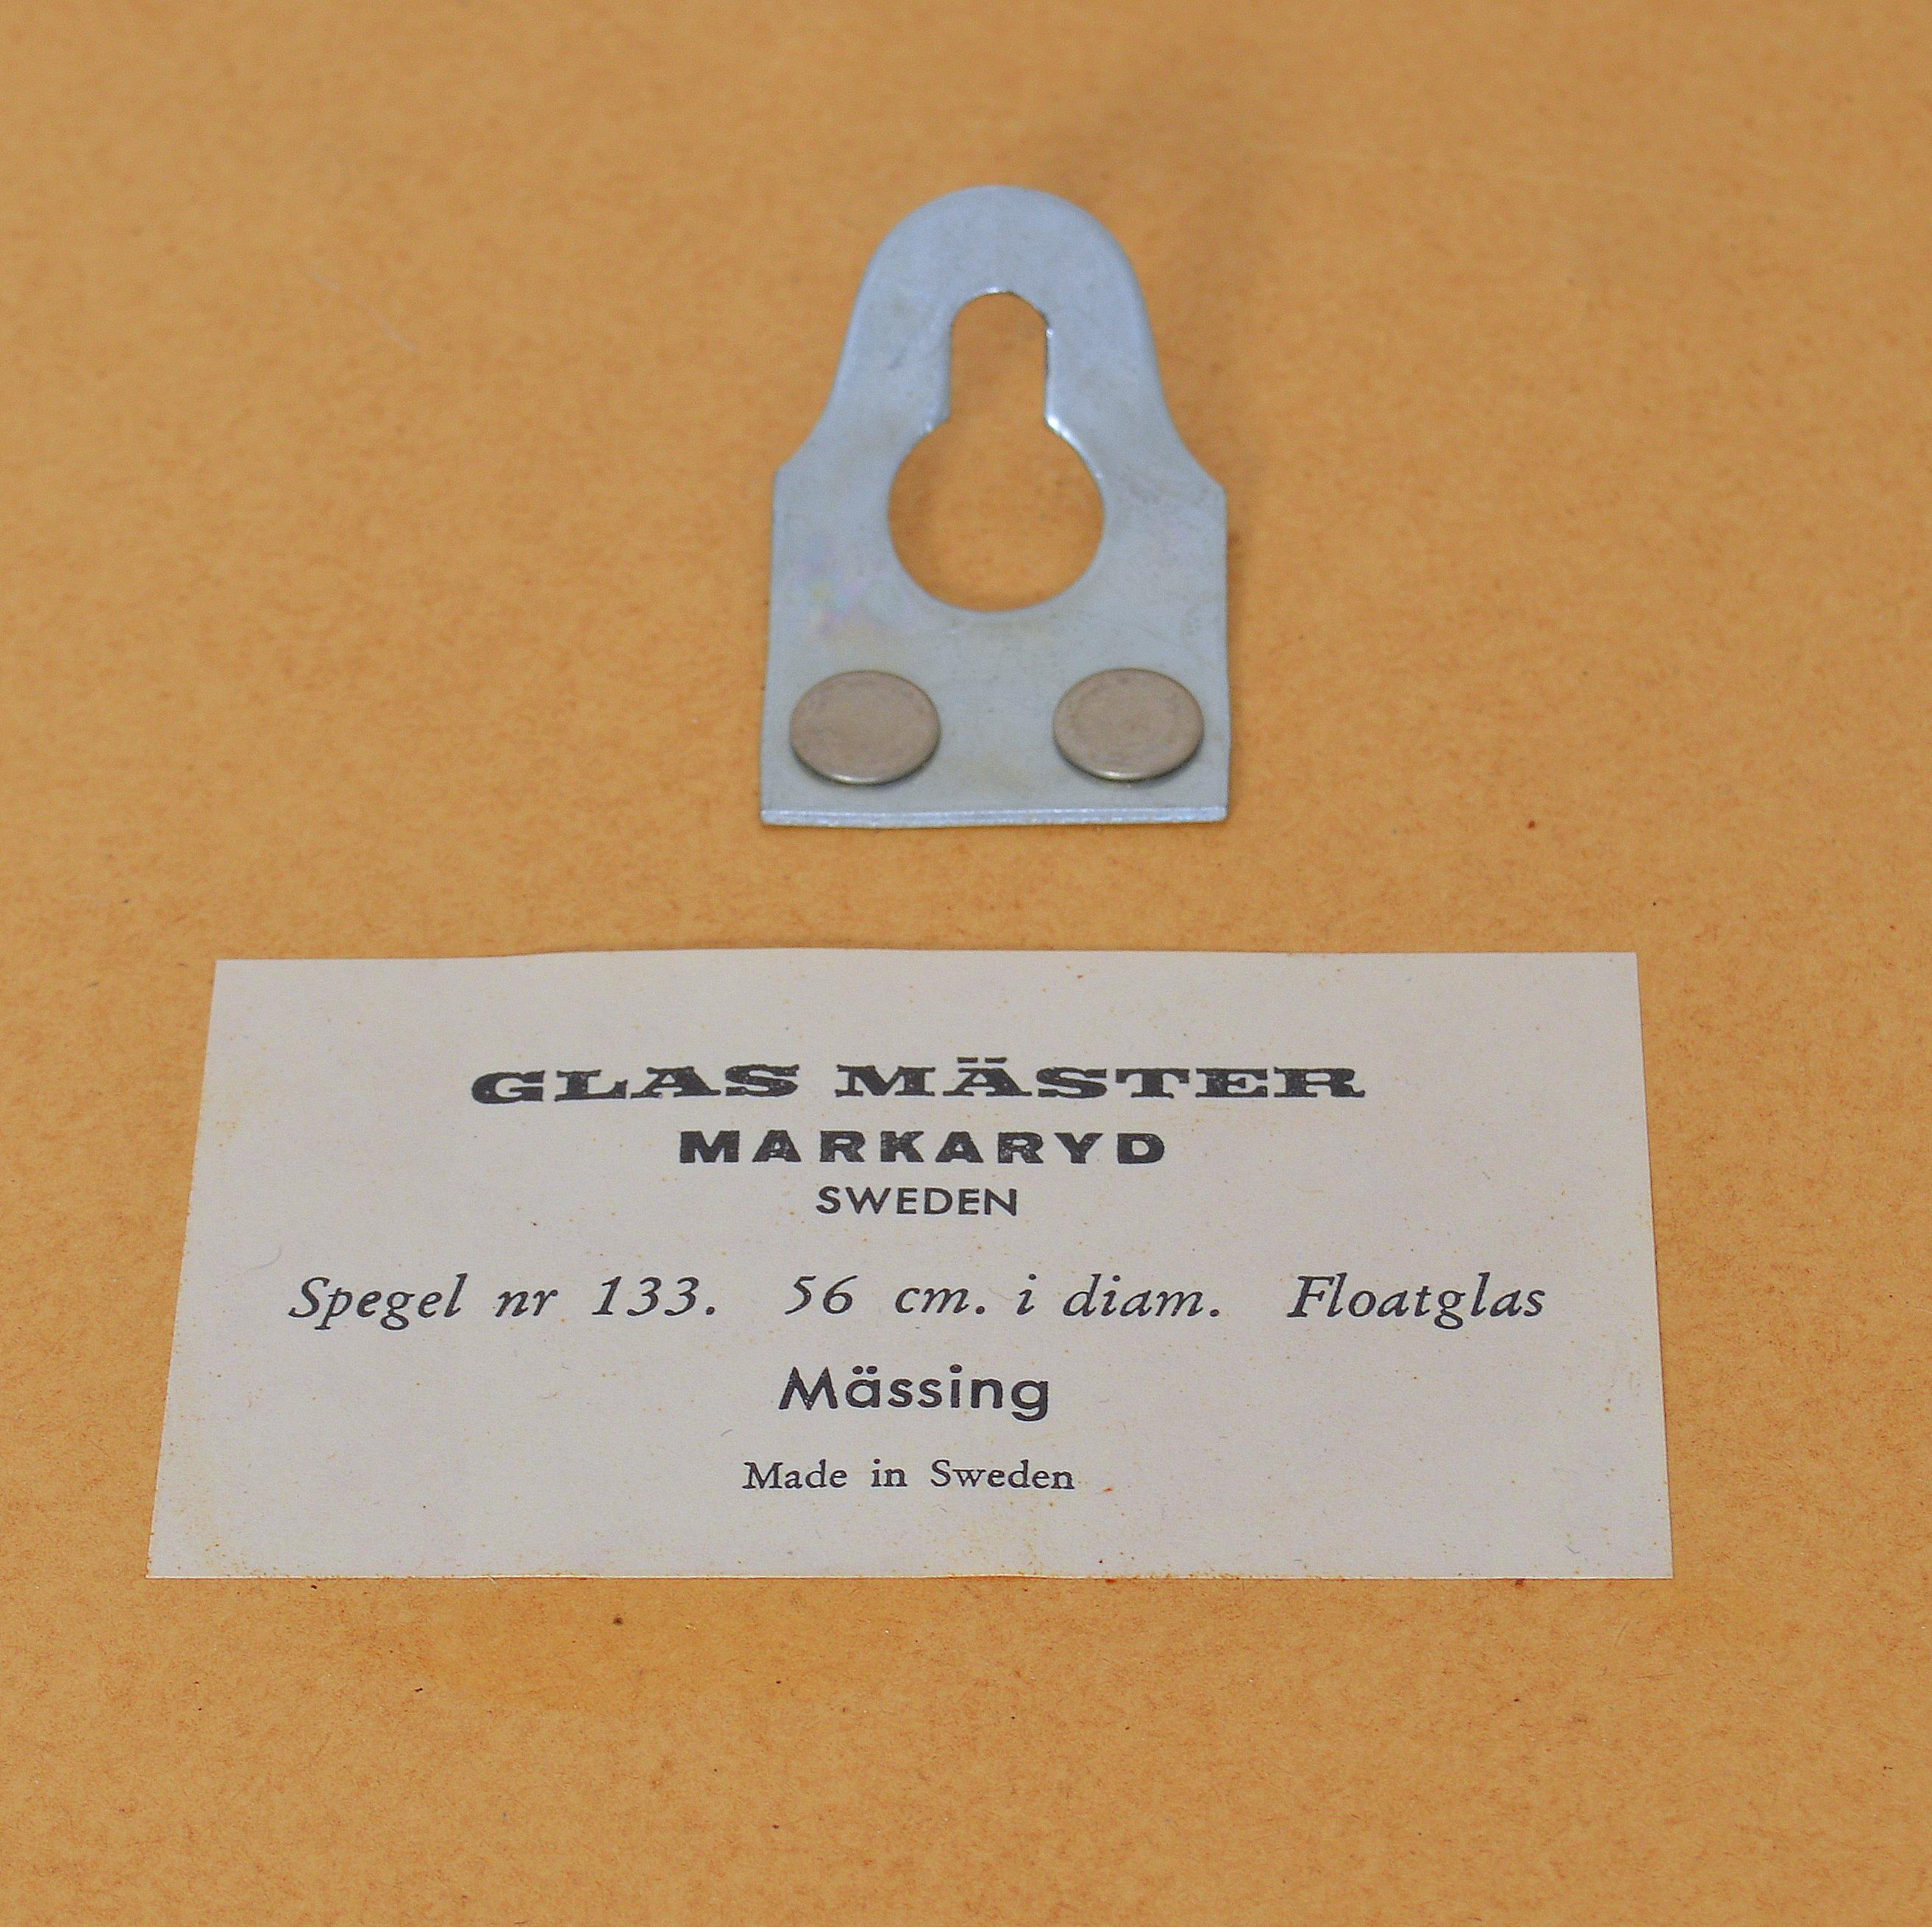 GLAS MÄSTER
MARKARYD
SWEDEN
Spegel nr 133. 56 cm. i diam. Floatglas
Mässing
Made in Sweden